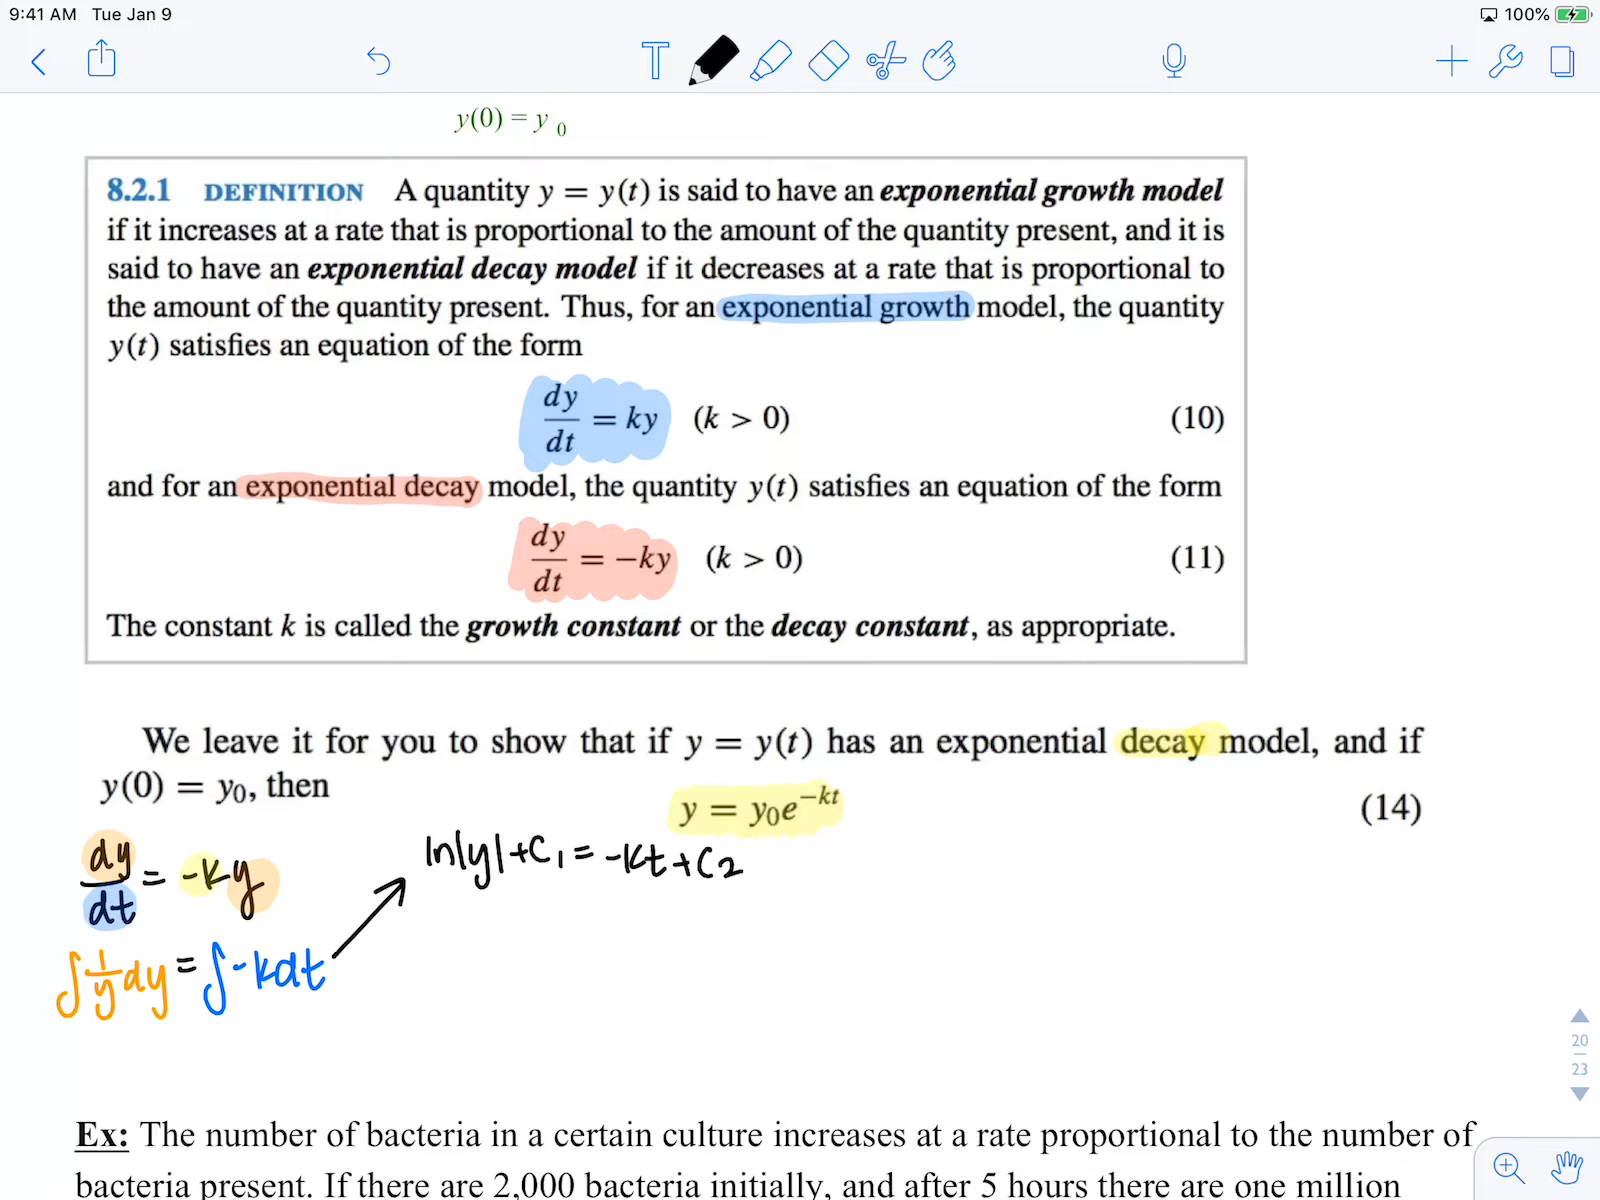 9:41 AM Tue Jan 9 100%
T
y(0) = y 0
8.2.1 DEFINITION A quantity y = y(t) is said to have an exponential growth model
if it increases at a rate that is proportional to the amount of the quantity present, and it is
said to have an exponential decay model if it decreases at a rate that is proportional to
the amount of the quantity present. Thus, for an exponential growth model, the quantity
y(t) satisfies an equation of the form
dy/dt = ky (k > 0) (10)
and for an exponential decay model, the quantity y(t) satisfies an equation of the form
dy/dt = −ky (k > 0) (11)
The constant k is called the growth constant or the decay constant, as appropriate.
We leave it for you to show that if y = y(t) has an exponential decay model, and if
y(0) = y₀, then
y = y₀e^−kt (14)
dy/dt = -ky
∫ 1/y dy = ∫ -kdt
ln|y| + C₁ = -kt + C2
20
23
Ex: The number of bacteria in a certain culture increases at a rate proportional to the number of
bacteria present. If there are 2,000 bacteria initially, and after 5 hours there are one million